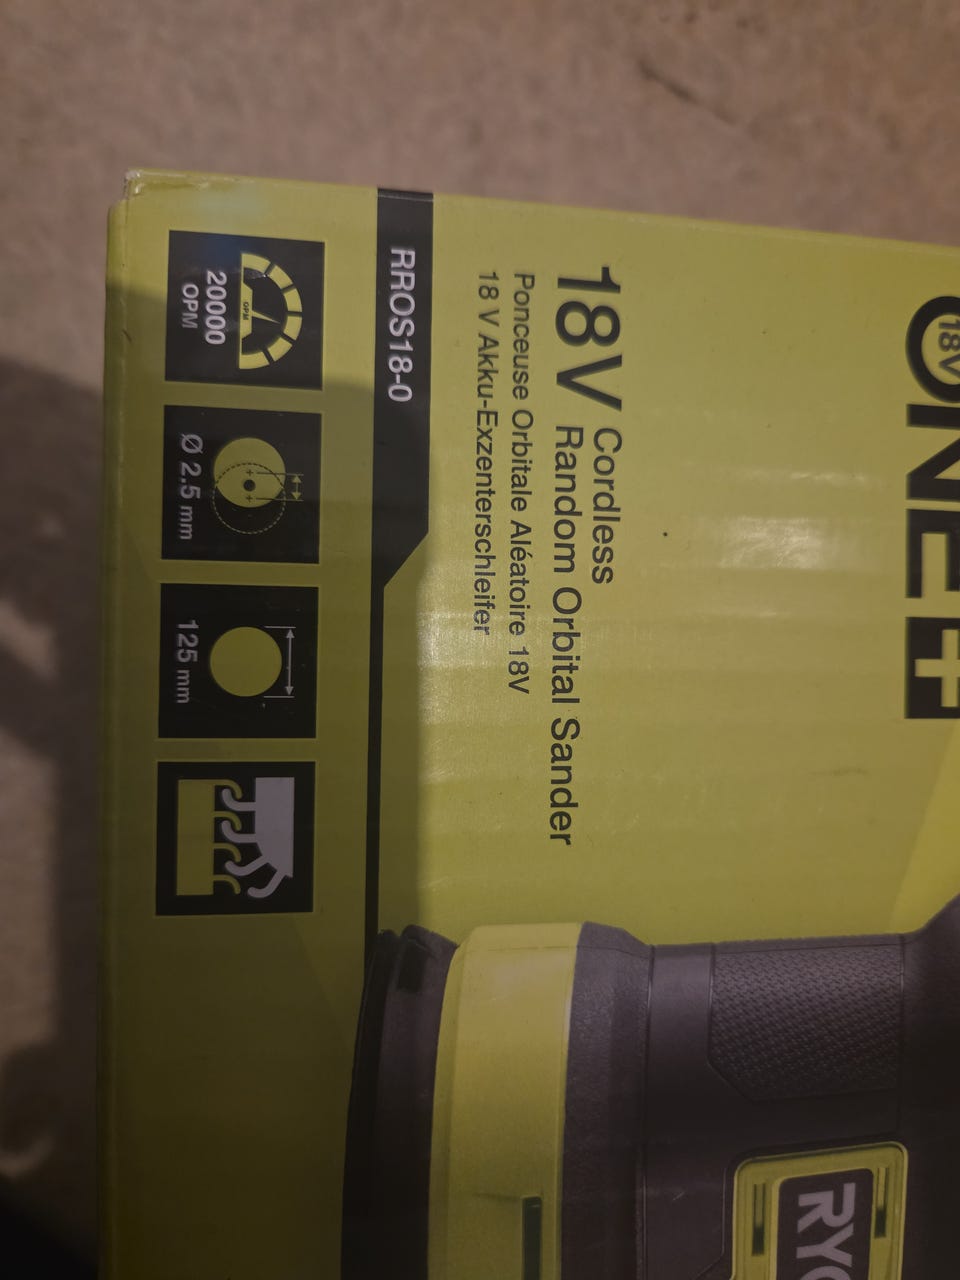 18V
ONE+
18V Cordless
Random Orbital Sander
Ponceuse Orbitale Aléatoire 18V
18 V Akku-Exzenterschleifer
RROS18-0
OPM
20000
OPM
Ø 2,5 mm
125 mm
RYO